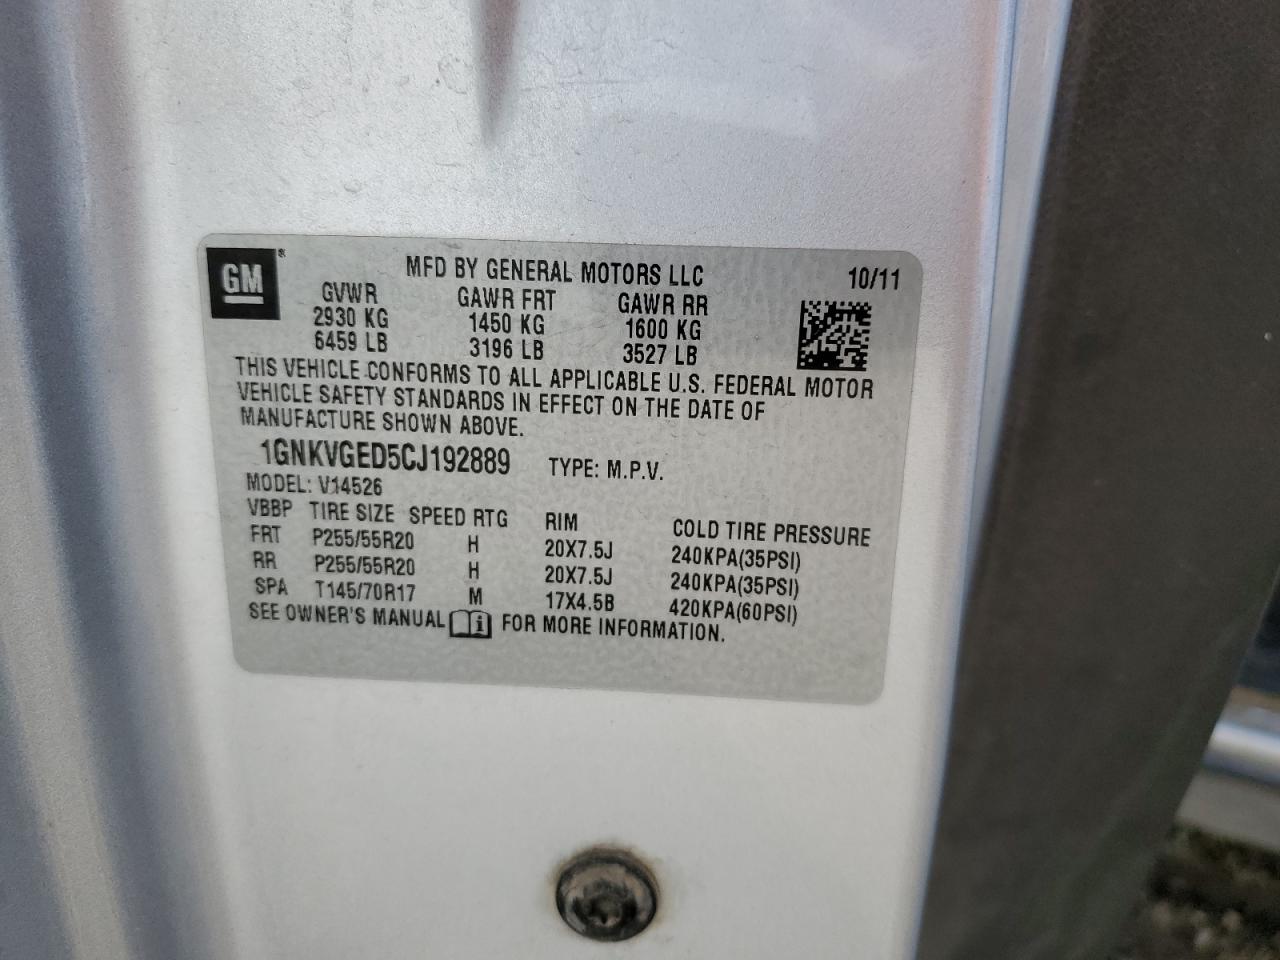 GM®
MFD BY GENERAL MOTORS LLC 10/11
GVWR GAWR FRT GAWR RR
2930 KG 1450 KG 1600 KG
6459 LB 3196 LB 3527 LB
THIS VEHICLE CONFORMS TO ALL APPLICABLE U.S. FEDERAL MOTOR
VEHICLE SAFETY STANDARDS IN EFFECT ON THE DATE OF
MANUFACTURE SHOWN ABOVE.
1GNKVGED5CJ192889 TYPE: M.P.V.
MODEL: V14526
VBBP TIRE SIZE SPEED RTG RIM COLD TIRE PRESSURE
FRT P255/55R20 H 20X7.5J 240KPA(35PSI)
RR P255/55R20 H 20X7.5J 240KPA(35PSI)
SPA T145/70R17 M 17X4.5B 420KPA(60PSI)
SEE OWNER'S MANUAL i FOR MORE INFORMATION.